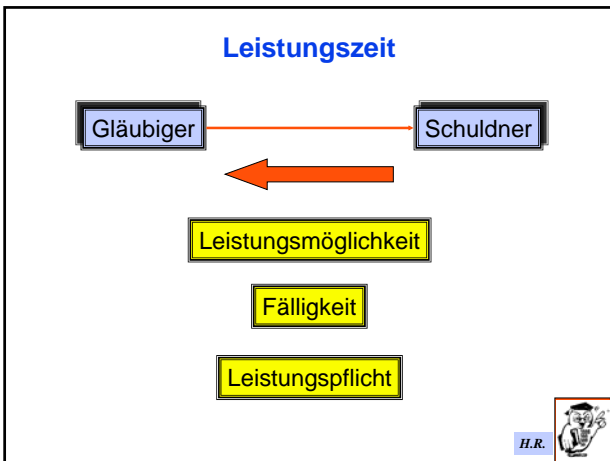 Leistungszeit
Gläubiger
Schuldner
Leistungsmöglichkeit
Fälligkeit
Leistungspflicht
H.R.